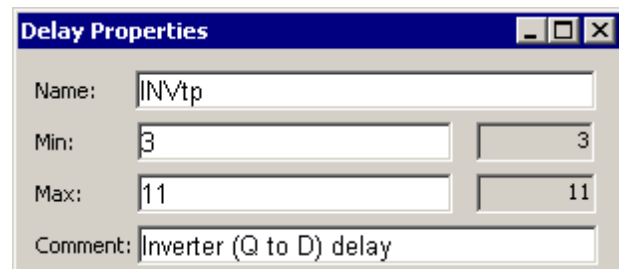 Delay Properties
Name: INVtp
Min: 3 3
Max: 11 11
Comment: Inverter (Q to D) delay